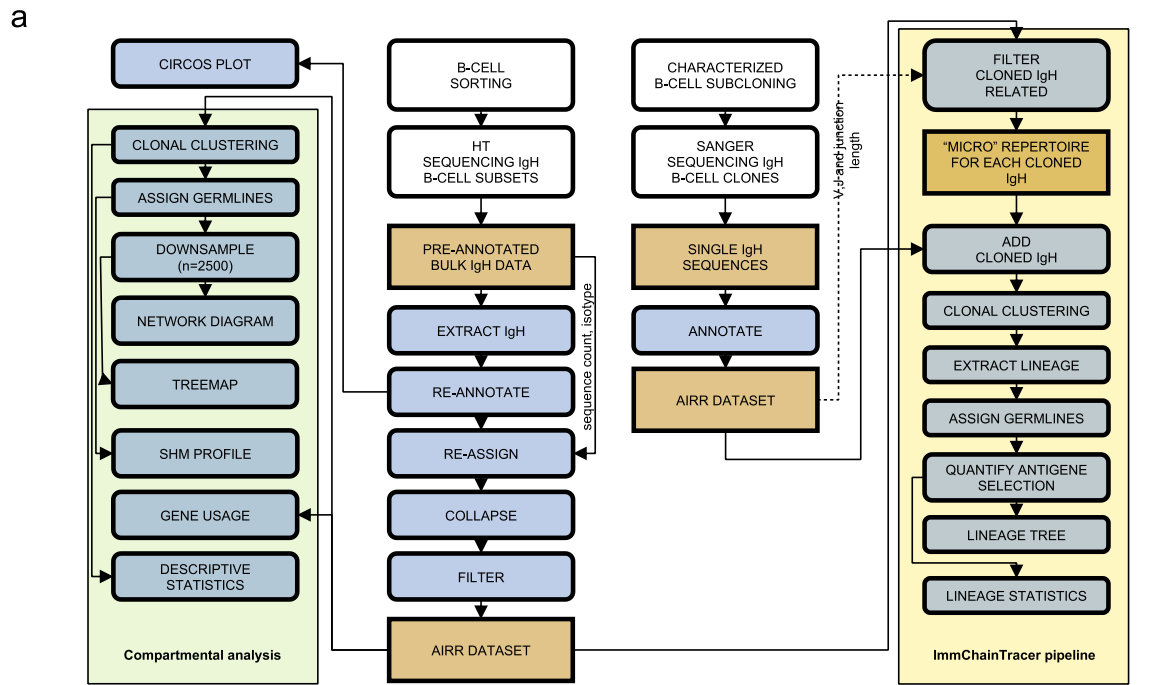 a
CIRCOS PLOT
CLONAL CLUSTERING
ASSIGN GERMLINES
DOWNSAMPLE
(n=2500)
NETWORK DIAGRAM
TREEMAP
SHM PROFILE
GENE USAGE
DESCRIPTIVE
STATISTICS
Compartmental analysis
B-CELL
SORTING
HT
SEQUENCING IgH
B-CELL SUBSETS
PRE-ANNOTATED
BULK IgH DATA
EXTRACT IgH
RE-ANNOTATE
RE-ASSIGN
COLLAPSE
FILTER
AIRR DATASET
sequence count, isotype
CHARACTERIZED
B-CELL SUBCLONING
SANGER
SEQUENCING IgH
B-CELL CLONES
SINGLE IgH
SEQUENCES
ANNOTATE
AIRR DATASET
V,J-and junction
length
FILTER
CLONED IgH
RELATED
“MICRO” REPERTOIRE
FOR EACH CLONED
IgH
ADD
CLONED IgH
CLONAL CLUSTERING
EXTRACT LINEAGE
ASSIGN GERMLINES
QUANTIFY ANTIGENE
SELECTION
LINEAGE TREE
LINEAGE STATISTICS
ImmChainTracer pipeline